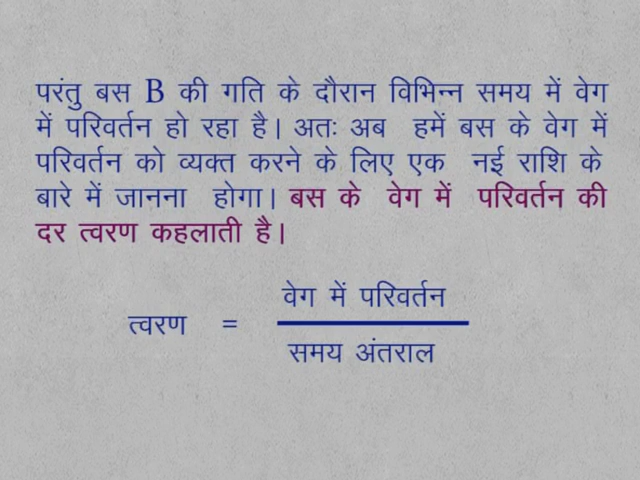 परंतु बस B की गति के दौरान विभिन्न समय में वेग
में परिवर्तन हो रहा है। अतः अब हमें बस के वेग में
परिवर्तन को व्यक्त करने के लिए एक नई राशि के
बारे में जानना होगा। बस के वेग में परिवर्तन की
दर त्वरण कहलाती है।
वेग में परिवर्तन
त्वरण =
समय अंतराल